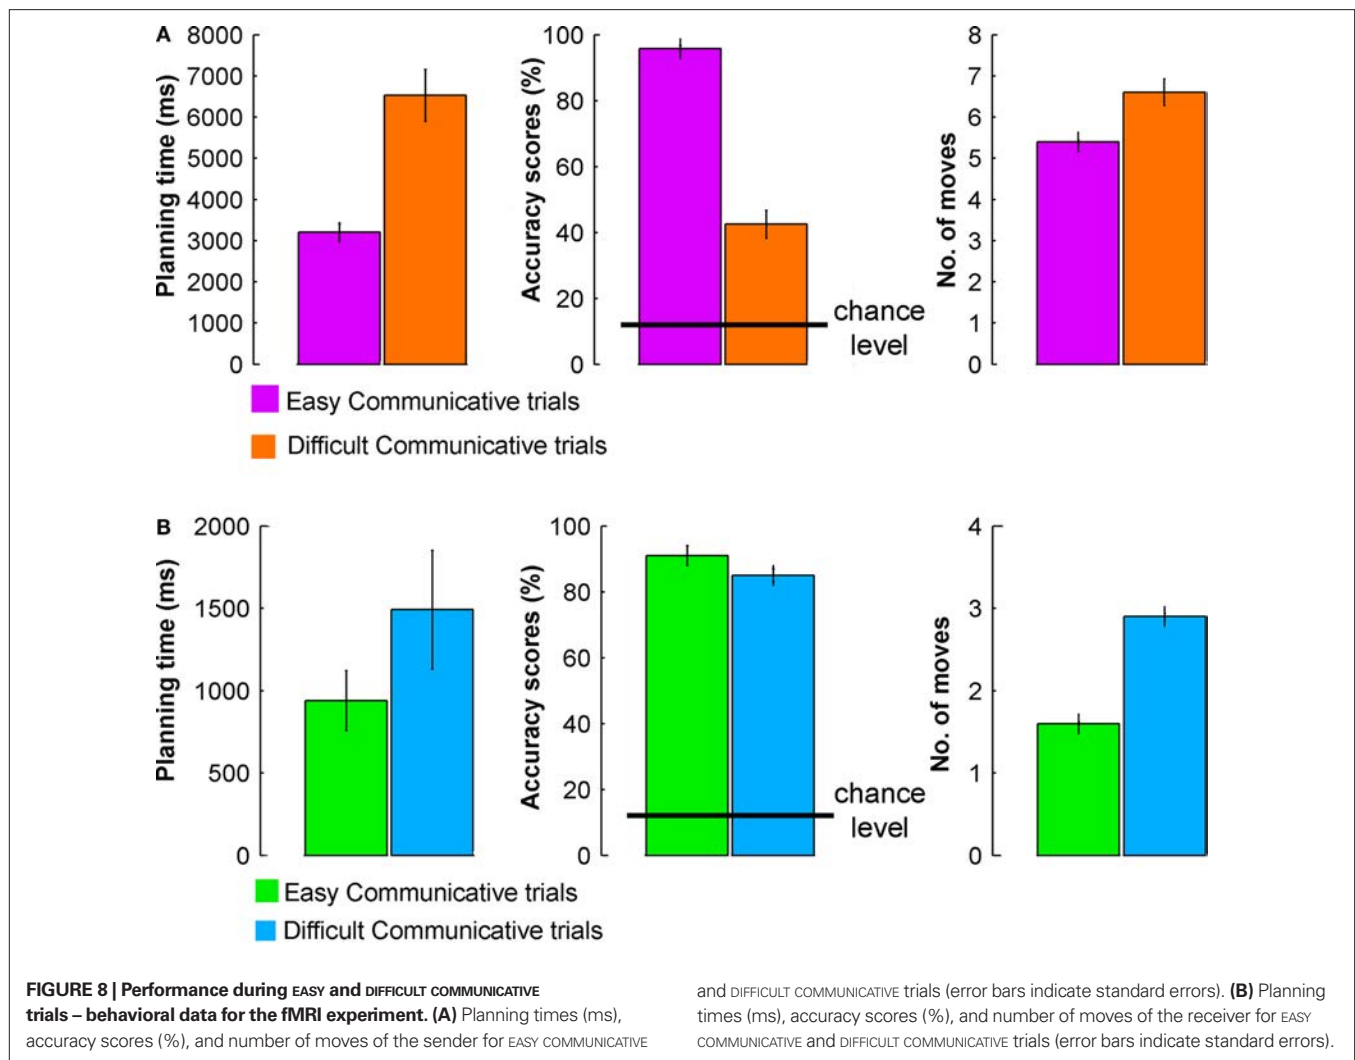 A
8000
7000
6000
5000
4000
3000
2000
1000
0
Planning time (ms)
100
80
60
40
20
0
Accuracy scores (%)
chance
level
8
7
6
5
4
3
2
1
0
No. of moves
Easy Communicative trials
Difficult Communicative trials
B
2000
1500
1000
500
0
Planning time (ms)
100
80
60
40
20
0
Accuracy scores (%)
chance
level
4
3
2
1
0
No. of moves
Easy Communicative trials
Difficult Communicative trials
FIGURE 8 | Performance during EASY and DIFFICULT COMMUNICATIVE
trials – behavioral data for the fMRI experiment. (A) Planning times (ms),
accuracy scores (%), and number of moves of the sender for EASY COMMUNICATIVE
and DIFFICULT COMMUNICATIVE trials (error bars indicate standard errors). (B) Planning
times (ms), accuracy scores (%), and number of moves of the receiver for EASY
COMMUNICATIVE and DIFFICULT COMMUNICATIVE trials (error bars indicate standard errors).